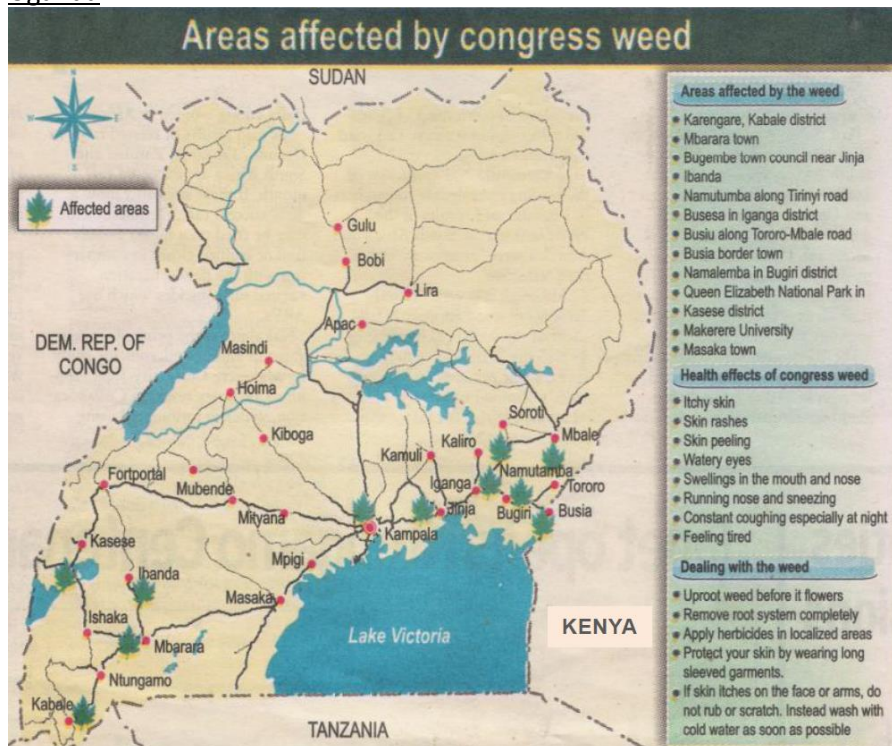 Areas affected by congress weed
SUDAN
Affected areas
Gulu
Bobi
Lira
Apac
DEM. REP. OF
CONGO
Masindi
Hoima
Soroti
Kiboga
Kaliro
Mbale
Kamuli
Namutamba
Fortportal
Iganga
Tororo
Mubende
Mityana
Jinja
Bugiri
Busia
Kampala
Kasese
Mpigi
Ibanda
Masaka
Ishaka
KENYA
Lake Victoria
Mbarara
Ntungamo
Kabale
TANZANIA
Areas affected by the weed
Karengare, Kabale district
Mbarara town
Bugembe town council near Jinja
Ibanda
Namutumba along Tirinyi road
Busesa in Iganga district
Busiu along Tororo-Mbale road
Busia border town
Namalemba in Bugiri district
Queen Elizabeth National Park in
Kasese district
Makerere University
Masaka town
Health effects of congress weed
Itchy skin
Skin rashes
Skin peeling
Watery eyes
Swellings in the mouth and nose
Running nose and sneezing
Constant coughing especially at night
Feeling tired
Dealing with the weed
Uproot weed before it flowers
Remove root system completely
Apply herbicides in localized areas
Protect your skin by wearing long
sleeved garments.
If skin itches on the face or arms, do
not rub or scratch. Instead wash with
cold water as soon as possible